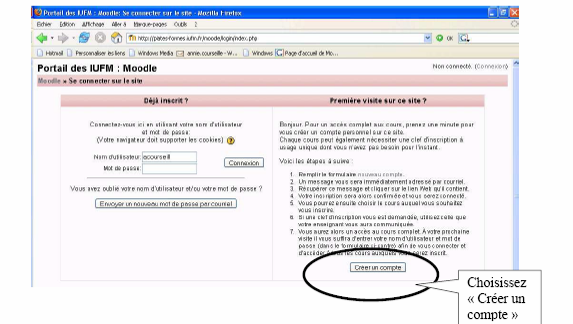 Portail des IUFM : Moodle: Se connecter sur le site - Mozilla Firefox
Fichier Edition Affichage Aller à Marque-pages Outils ?
http://plates-formes.iufm.fr/moodle/login/index.php
OK
Hotmail Personnaliser les liens Windows Media annie.courseille - W... Windows Page d'accueil de Mo...
Portail des IUFM : Moodle
Non connecté. (Connexion)
Moodle » Se connecter sur le site
Déjà inscrit ?
Connectez-vous ici en utilisant votre nom d'utilisateur
et mot de passe:
(Votre navigateur doit supporter les cookies) ?
Nom d'utilisateur: acourseill
Mot de passe:
Connexion
Vous avez oublié votre nom d'utilisateur et/ou votre mot de passe ?
Envoyer un nouveau mot de passe par courriel
Première visite sur ce site ?
Bonjour. Pour un accès complet aux cours, prenez une minute pour
vous créer un compte personnel sur ce site.
Chaque cours peut également nécessiter une clef d'inscription à
usage unique dont vous n'avez pas besoin pour l'instant.
Voici les étapes à suivre :
1. Remplir le formulaire nouveau compte.
2. Un message vous sera immédiatement adressé par courriel.
3. Récupérer ce message et cliquer sur le lien Web qu'il contient.
4. Votre inscription sera alors confirmée et vous serez connecté.
5. Vous pourrez ensuite choisir le cours auquel vous souhaitez
vous inscrire.
6. Si une clef d'inscription vous est demandée, utilisez celle que
votre enseignant vous aura communiquée.
7. Vous aurez alors un accès au cours complet. À votre prochaine
visite il vous suffira d'entrer votre nom d'utilisateur et mot de
passe (dans le formulaire ci-contre) afin de vous connecter et
d'accéder à tous les cours auxquels vous serez inscrit.
Créer un compte
Choisissez
« Créer un
compte »